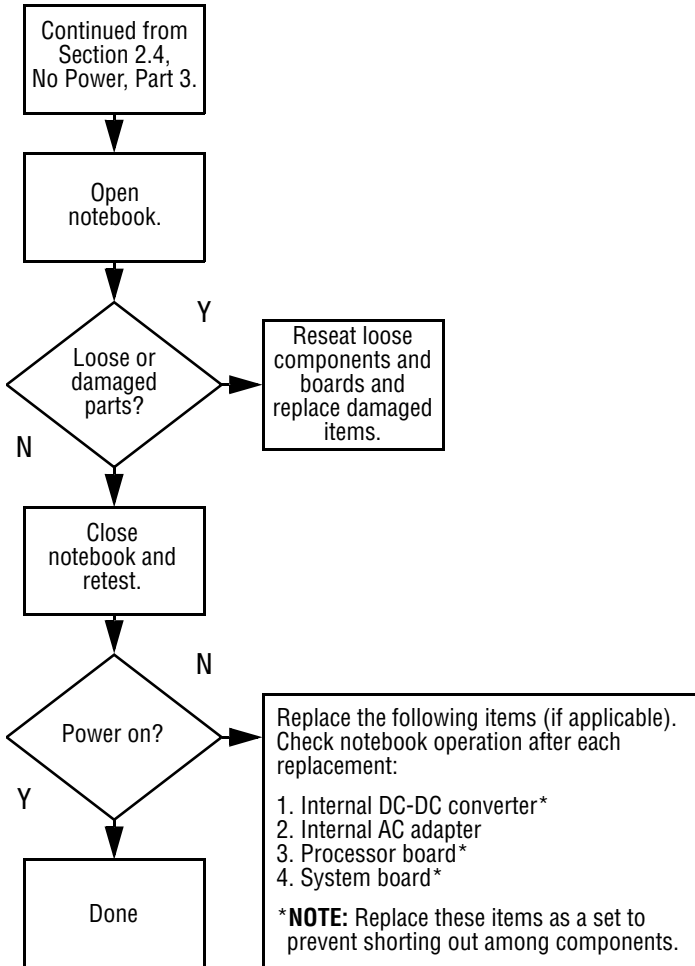 Continued from
Section 2.4,
No Power, Part 3.
Open
notebook.
Y
Loose or
damaged
parts?
Reseat loose
components and
boards and
replace damaged
items.
N
Close
notebook and
retest.
N
Power on?
Replace the following items (if applicable).
Check notebook operation after each
replacement:
1. Internal DC-DC converter*
2. Internal AC adapter
3. Processor board*
4. System board*
*NOTE: Replace these items as a set to
prevent shorting out among components.
Y
Done